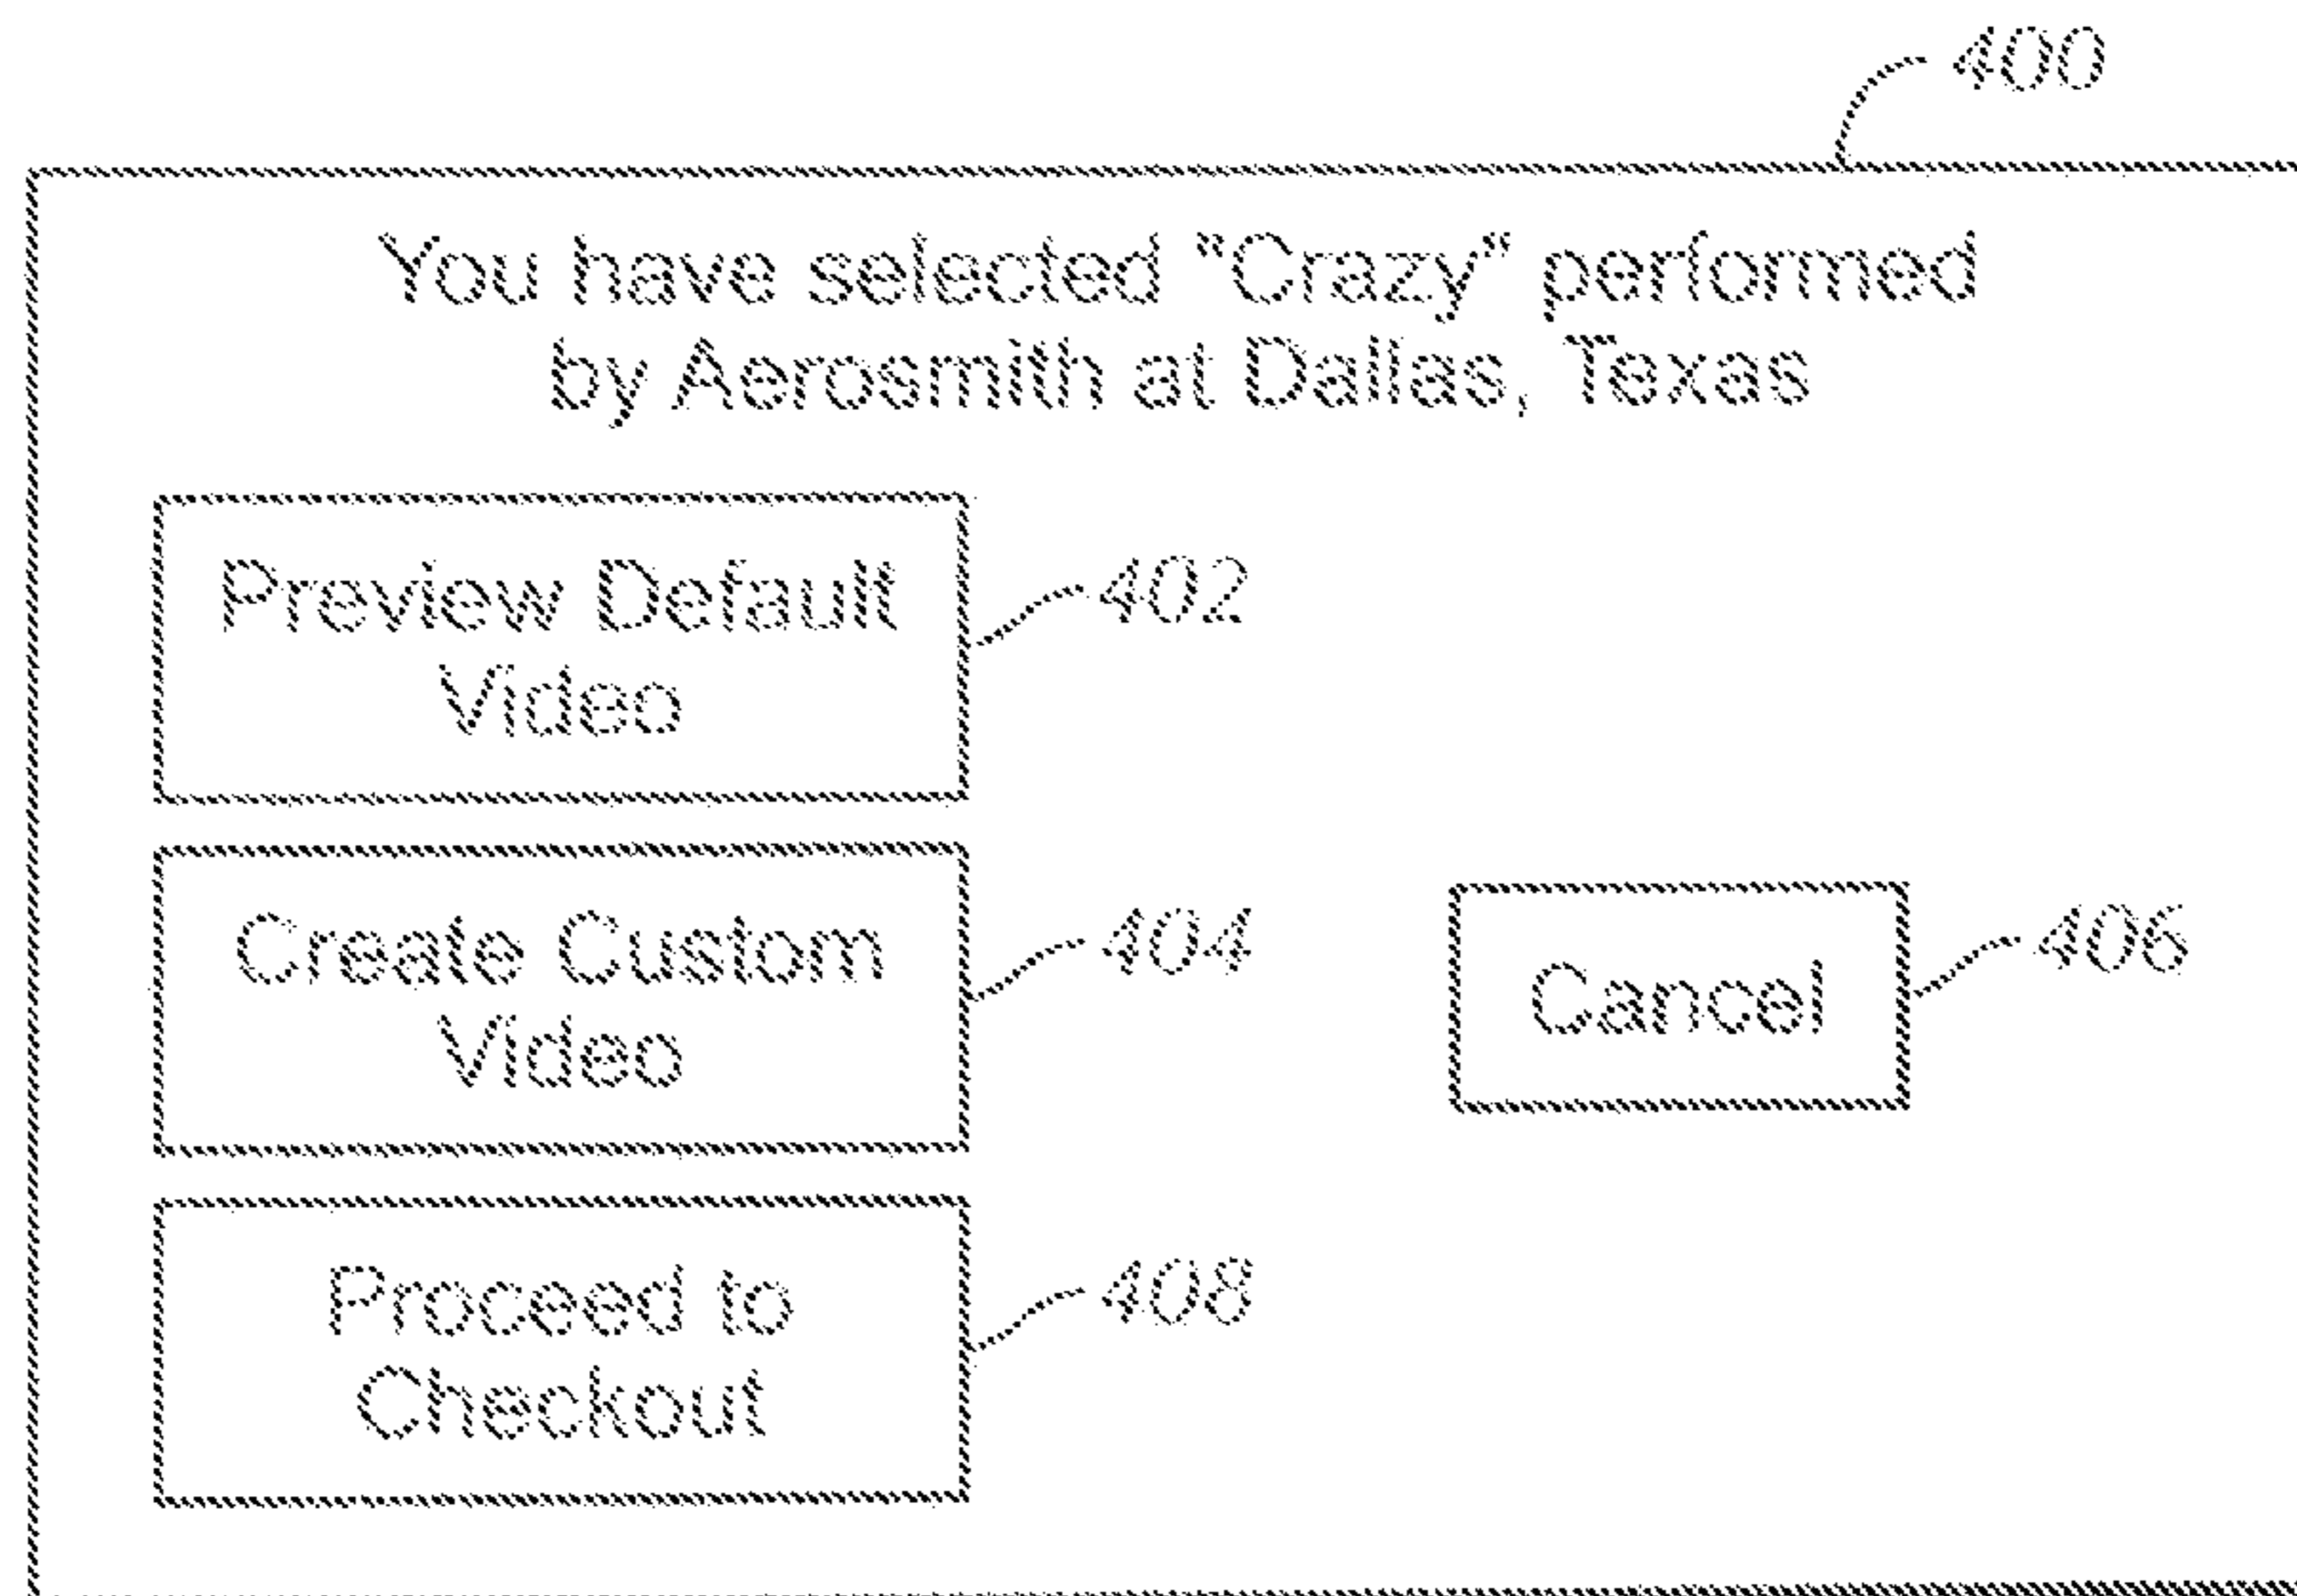 400
You have selected "Crazy" performed
by Aerosmith at Dallas, Texas
Preview Default
Video
402
Create Custom
Video
404
Cancel
406
Proceed to
Checkout
408